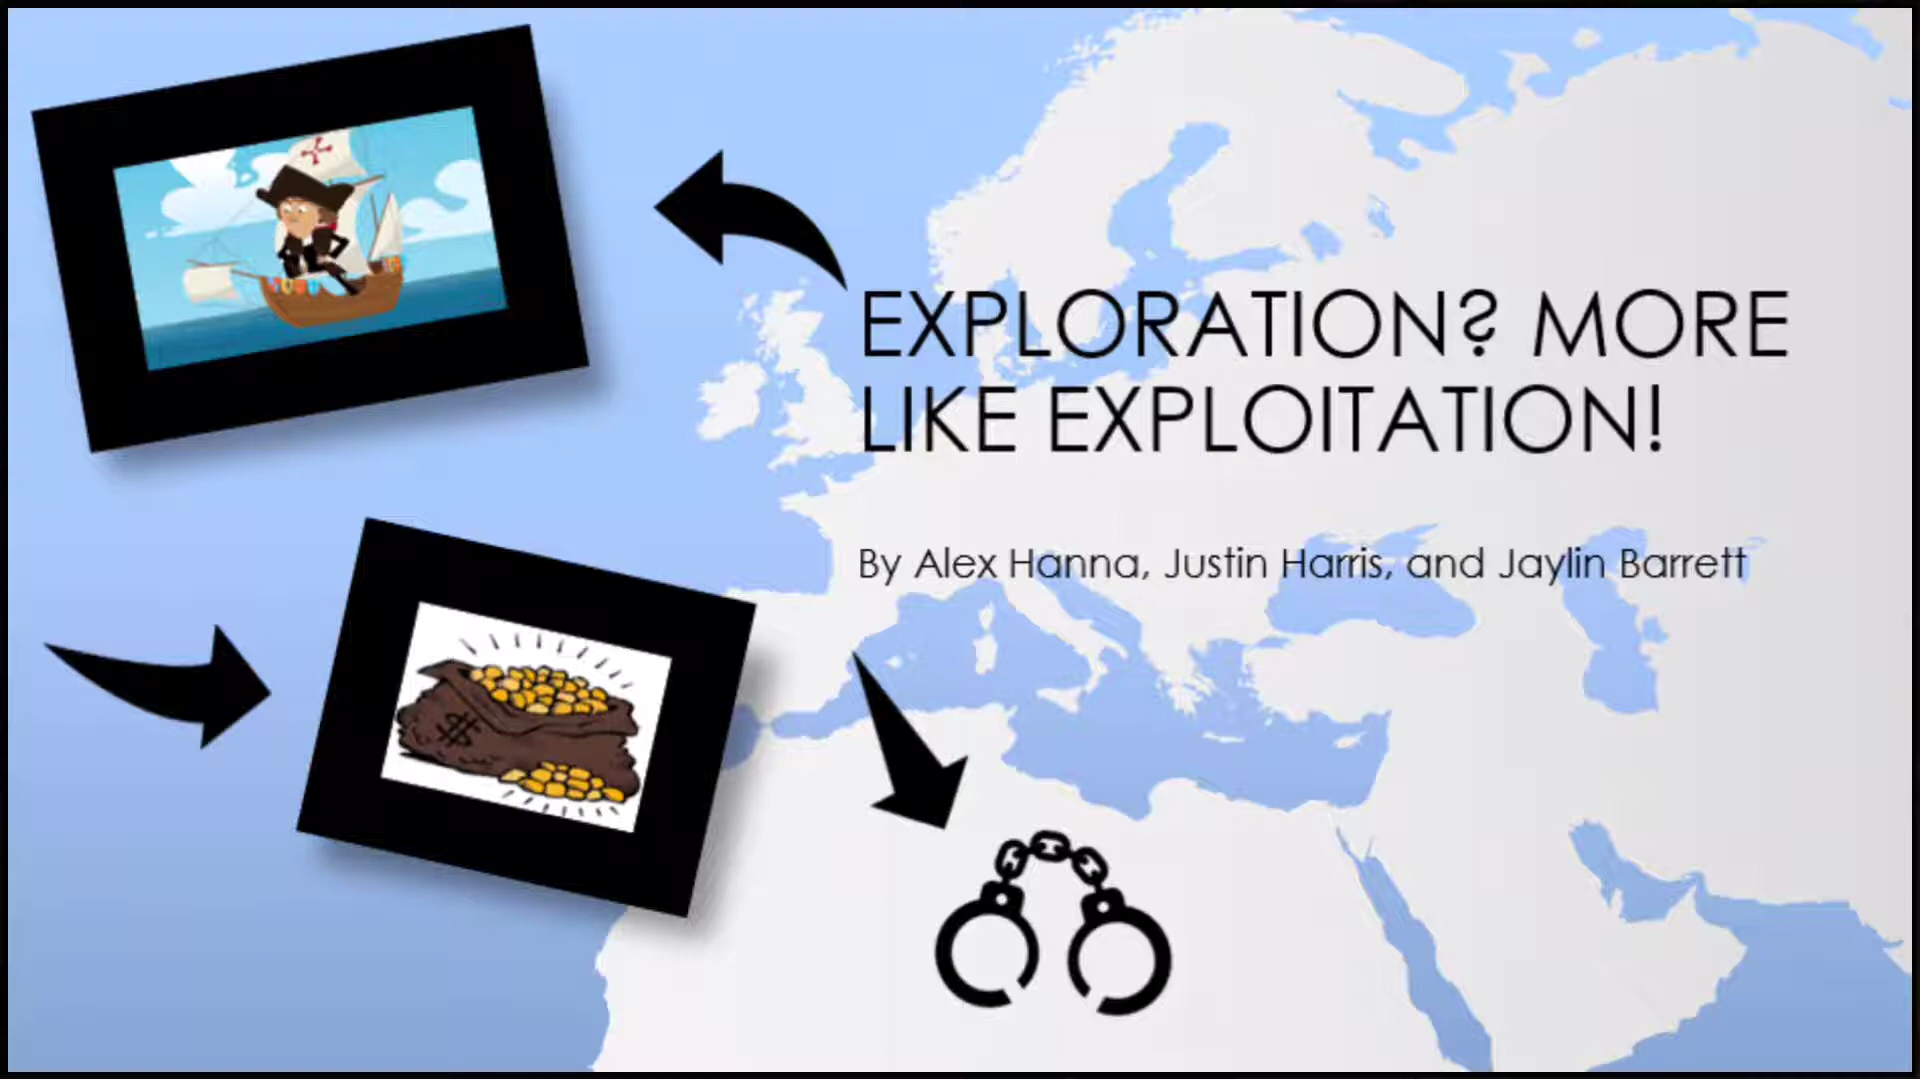 EXPLORATION? MORE
LIKE EXPLOITATION!
By Alex Hanna, Justin Harris, and Jaylin Barrett
$